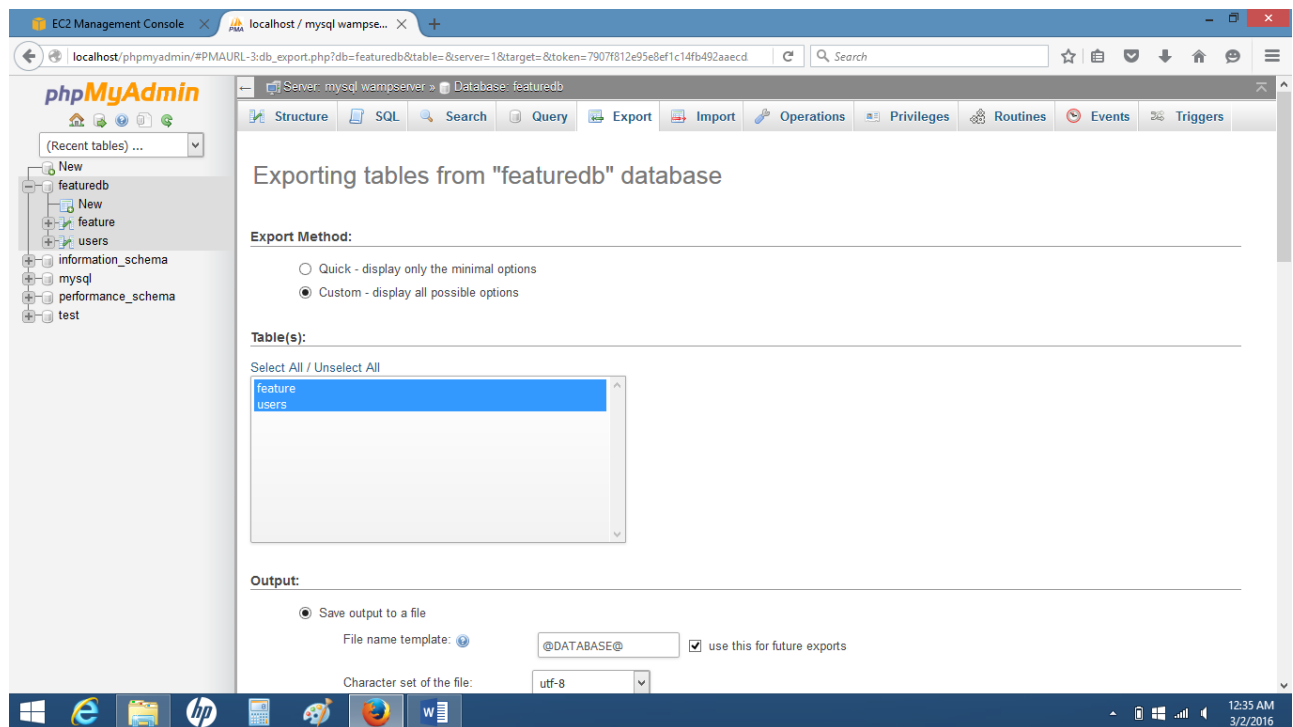 EC2 Management Console
localhost / mysql wampse...
localhost/phpmyadmin/#PMAURL-3:db_export.php?db=featuredb&table=&server=1&target=&token=7907f812e95e8ef1c14fb492aaecd
Search
phpMyAdmin
(Recent tables) ...
New
featuredb
New
feature
users
information_schema
mysql
performance_schema
test
Server: mysql wampserver » Database: featuredb
Structure SQL Search Query Export Import Operations Privileges Routines Events Triggers
Exporting tables from "featuredb" database
Export Method:
Quick - display only the minimal options
Custom - display all possible options
Table(s):
Select All / Unselect All
feature
users
Output:
Save output to a file
File name template: @DATABASE@ use this for future exports
Character set of the file: utf-8
hp
12:35 AM
3/2/2016